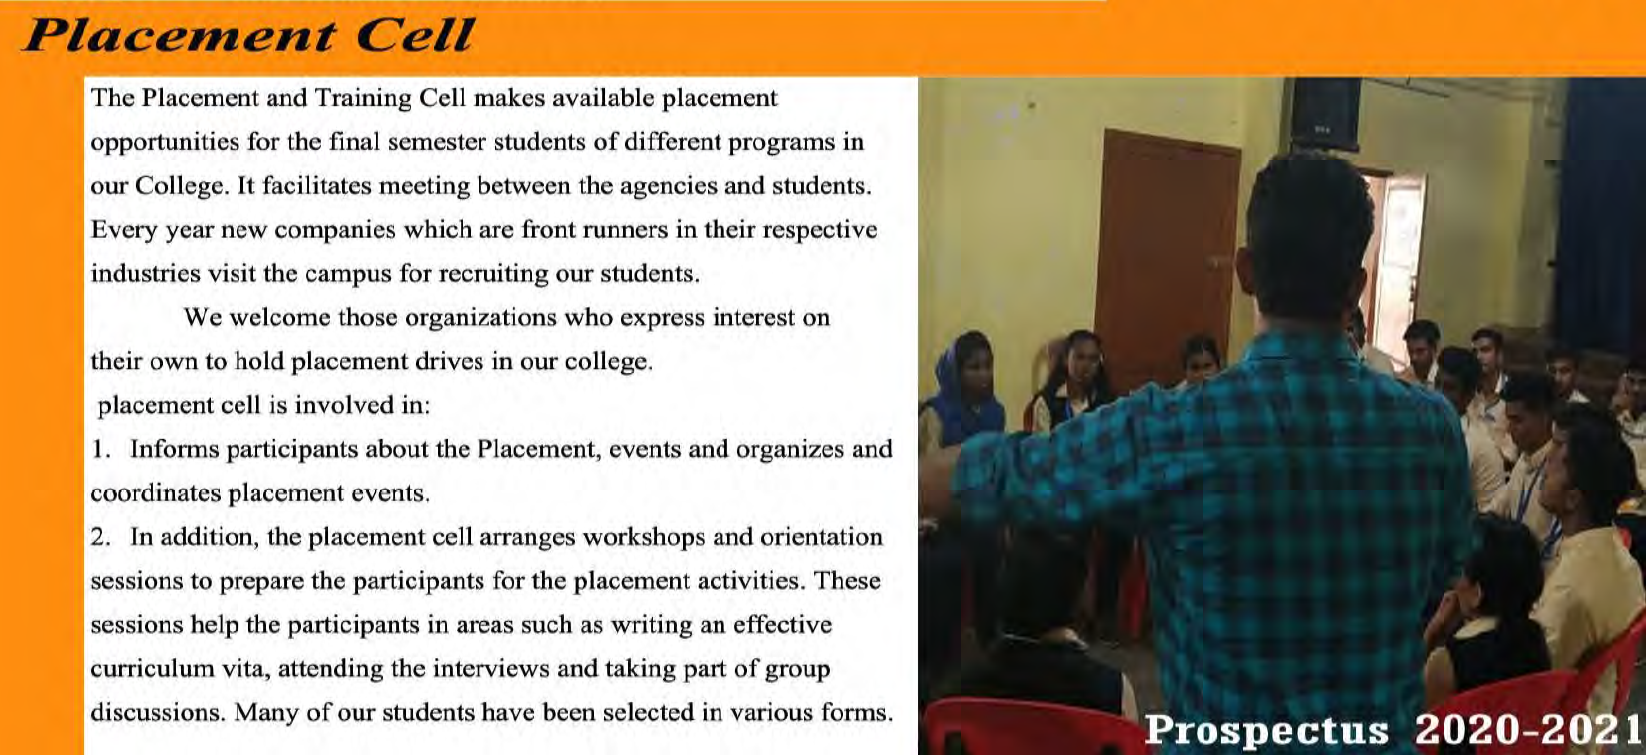 Placement Cell
The Placement and Training Cell makes available placement
opportunities for the final semester students of different programs in
our College. It facilitates meeting between the agencies and students.
Every year new companies which are front runners in their respective
industries visit the campus for recruiting our students.
We welcome those organizations who express interest on
their own to hold placement drives in our college.
placement cell is involved in:
1. Informs participants about the Placement, events and organizes and
coordinates placement events.
2. In addition, the placement cell arranges workshops and orientation
sessions to prepare the participants for the placement activities. These
sessions help the participants in areas such as writing an effective
curriculum vita, attending the interviews and taking part of group
discussions. Many of our students have been selected in various forms.
Prospectus 2020-2021